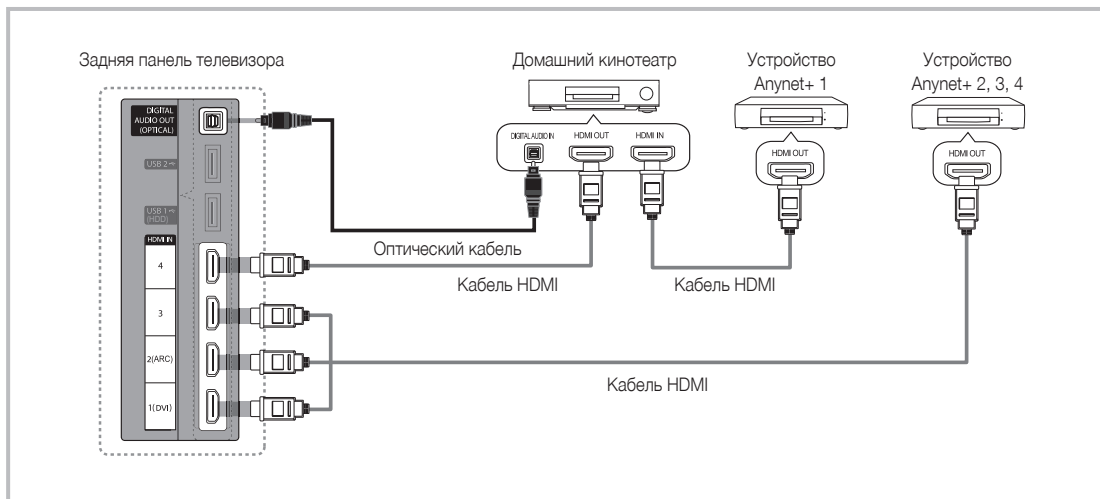 Задняя панель телевизора
Домашний кинотеатр
Устройство
Anynet+ 1
Устройство
Anynet+ 2, 3, 4
DIGITAL
AUDIO OUT
(OPTICAL)
USB 2
USB 1
(HDD)
HDMI IN
4
3
2(ARC)
1(DVI)
DIGITAL AUDIO IN
HDMI OUT
HDMI IN
HDMI OUT
HDMI OUT
Оптический кабель
Кабель HDMI
Кабель HDMI
Кабель HDMI